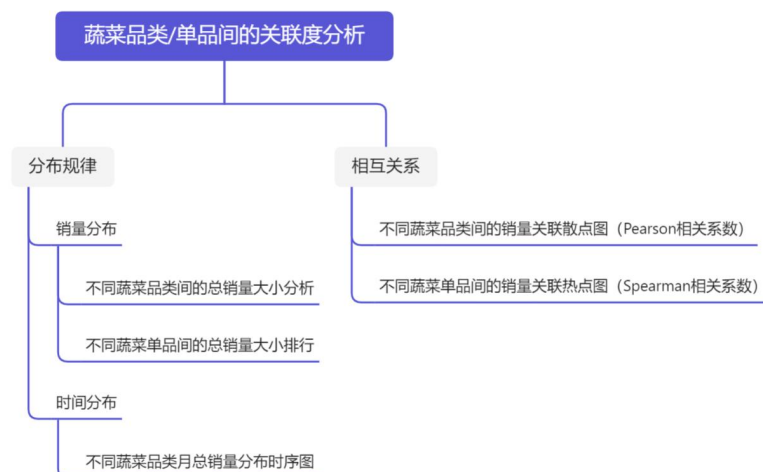 蔬菜品类/单品间的关联度分析
分布规律
销量分布
不同蔬菜品类间的总销量大小分析
不同蔬菜单品间的总销量大小排行
时间分布
不同蔬菜品类月总销量分布时序图
相互关系
不同蔬菜品类间的销量关联散点图（Pearson相关系数）
不同蔬菜单品间的销量关联热点图（Spearman相关系数）